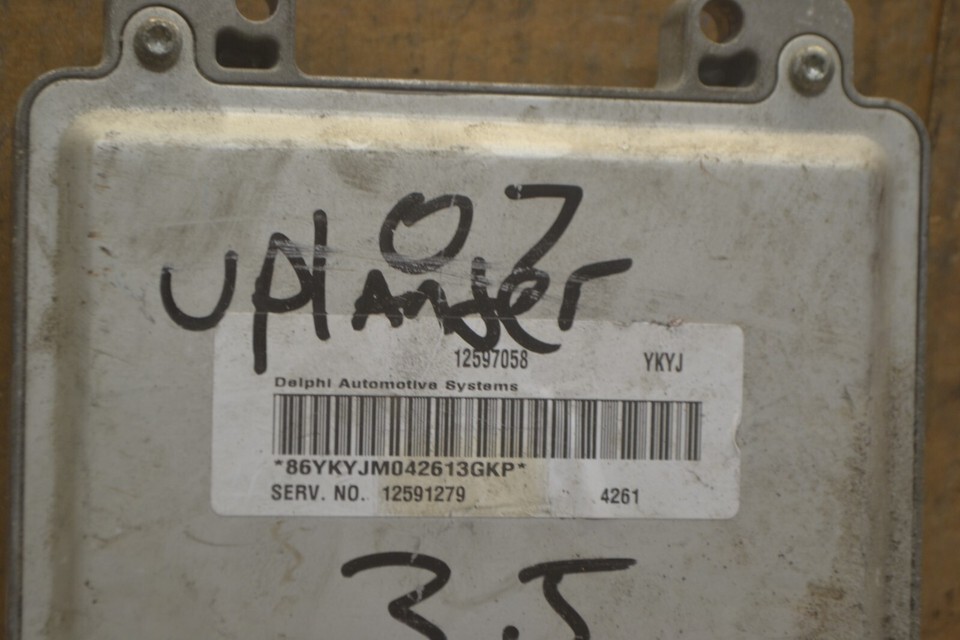 07
uplander
12597058 YKYJ
Delphi Automotive Systems
*86YKYJM042613GKP*
SERV. NO. 12591279 4261
3.5